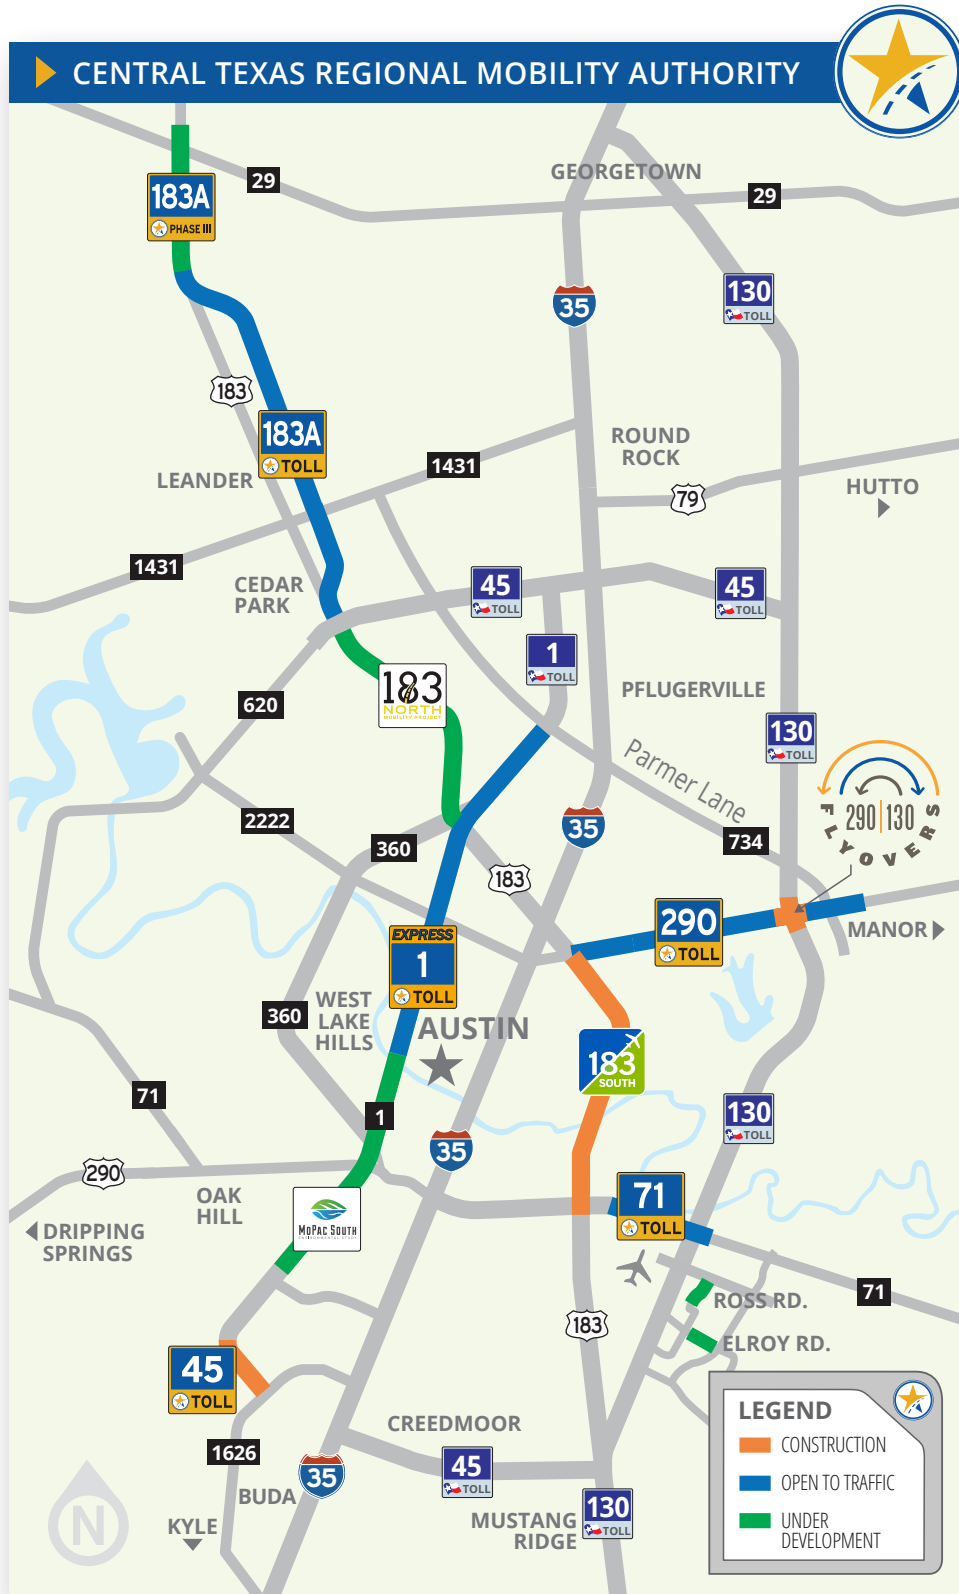 CENTRAL TEXAS REGIONAL MOBILITY AUTHORITY
29
GEORGETOWN
29
183A
PHASE III
130
TOLL
35
183
183A
TOLL
ROUND
ROCK
1431
LEANDER
79
HUTTO
1431
CEDAR
PARK
45
TOLL
45
TOLL
1
TOLL
183
NORTH
MOBILITY PROJECT
PFLUGERVILLE
620
130
TOLL
Parmer Lane
290|130
FLYOVERS
2222
35
734
360
183
290
TOLL
MANOR
EXPRESS
1
TOLL
360
WEST
LAKE
HILLS
AUSTIN
183
SOUTH
71
1
130
TOLL
35
290
OAK
HILL
71
TOLL
MoPac South
ENVIRONMENTAL STUDY
DRIPPING
SPRINGS
71
ROSS RD.
183
ELROY RD.
45
TOLL
LEGEND
CONSTRUCTION
OPEN TO TRAFFIC
UNDER
DEVELOPMENT
CREEDMOOR
1626
45
TOLL
35
BUDA
130
TOLL
MUSTANG
RIDGE
KYLE
N